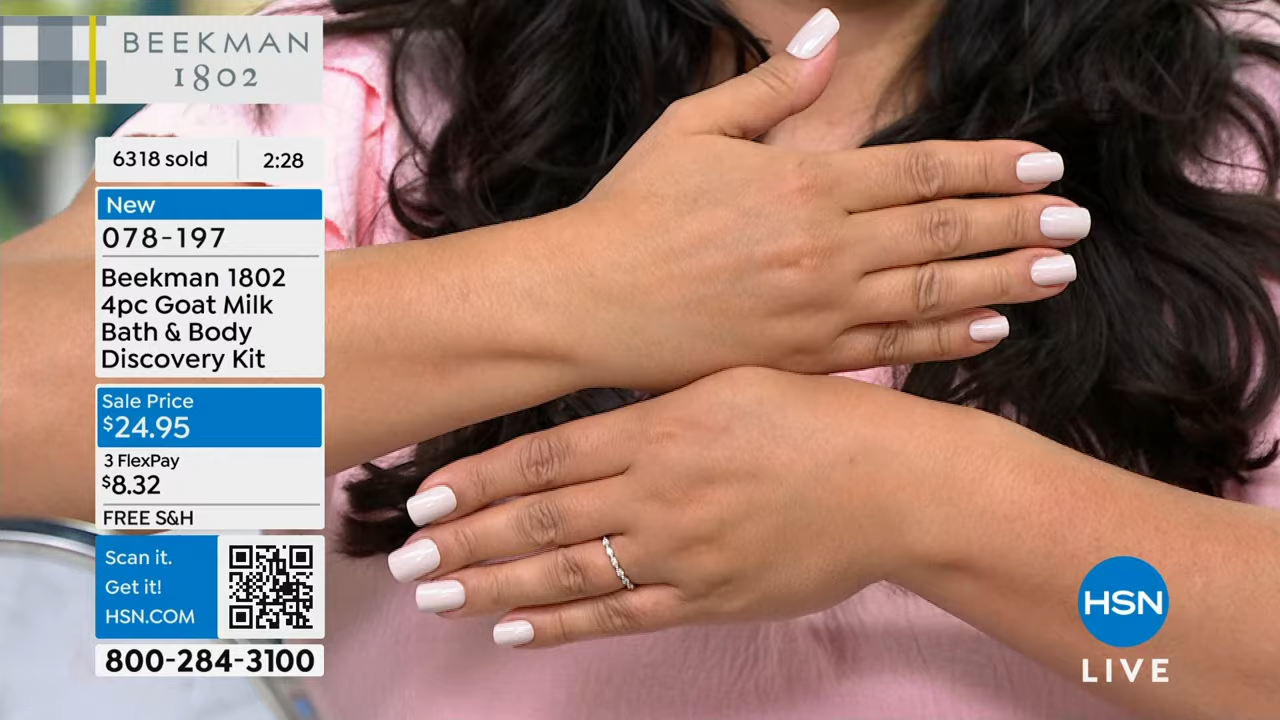 BEEKMAN
1802
6318 sold
2:28
New
078-197
Beekman 1802
4pc Goat Milk
Bath & Body
Discovery Kit
Sale Price
$24.95
3 FlexPay
$8.32
FREE S&H
Scan it.
Get it!
HSN.COM
800-284-3100
HSN
LIVE